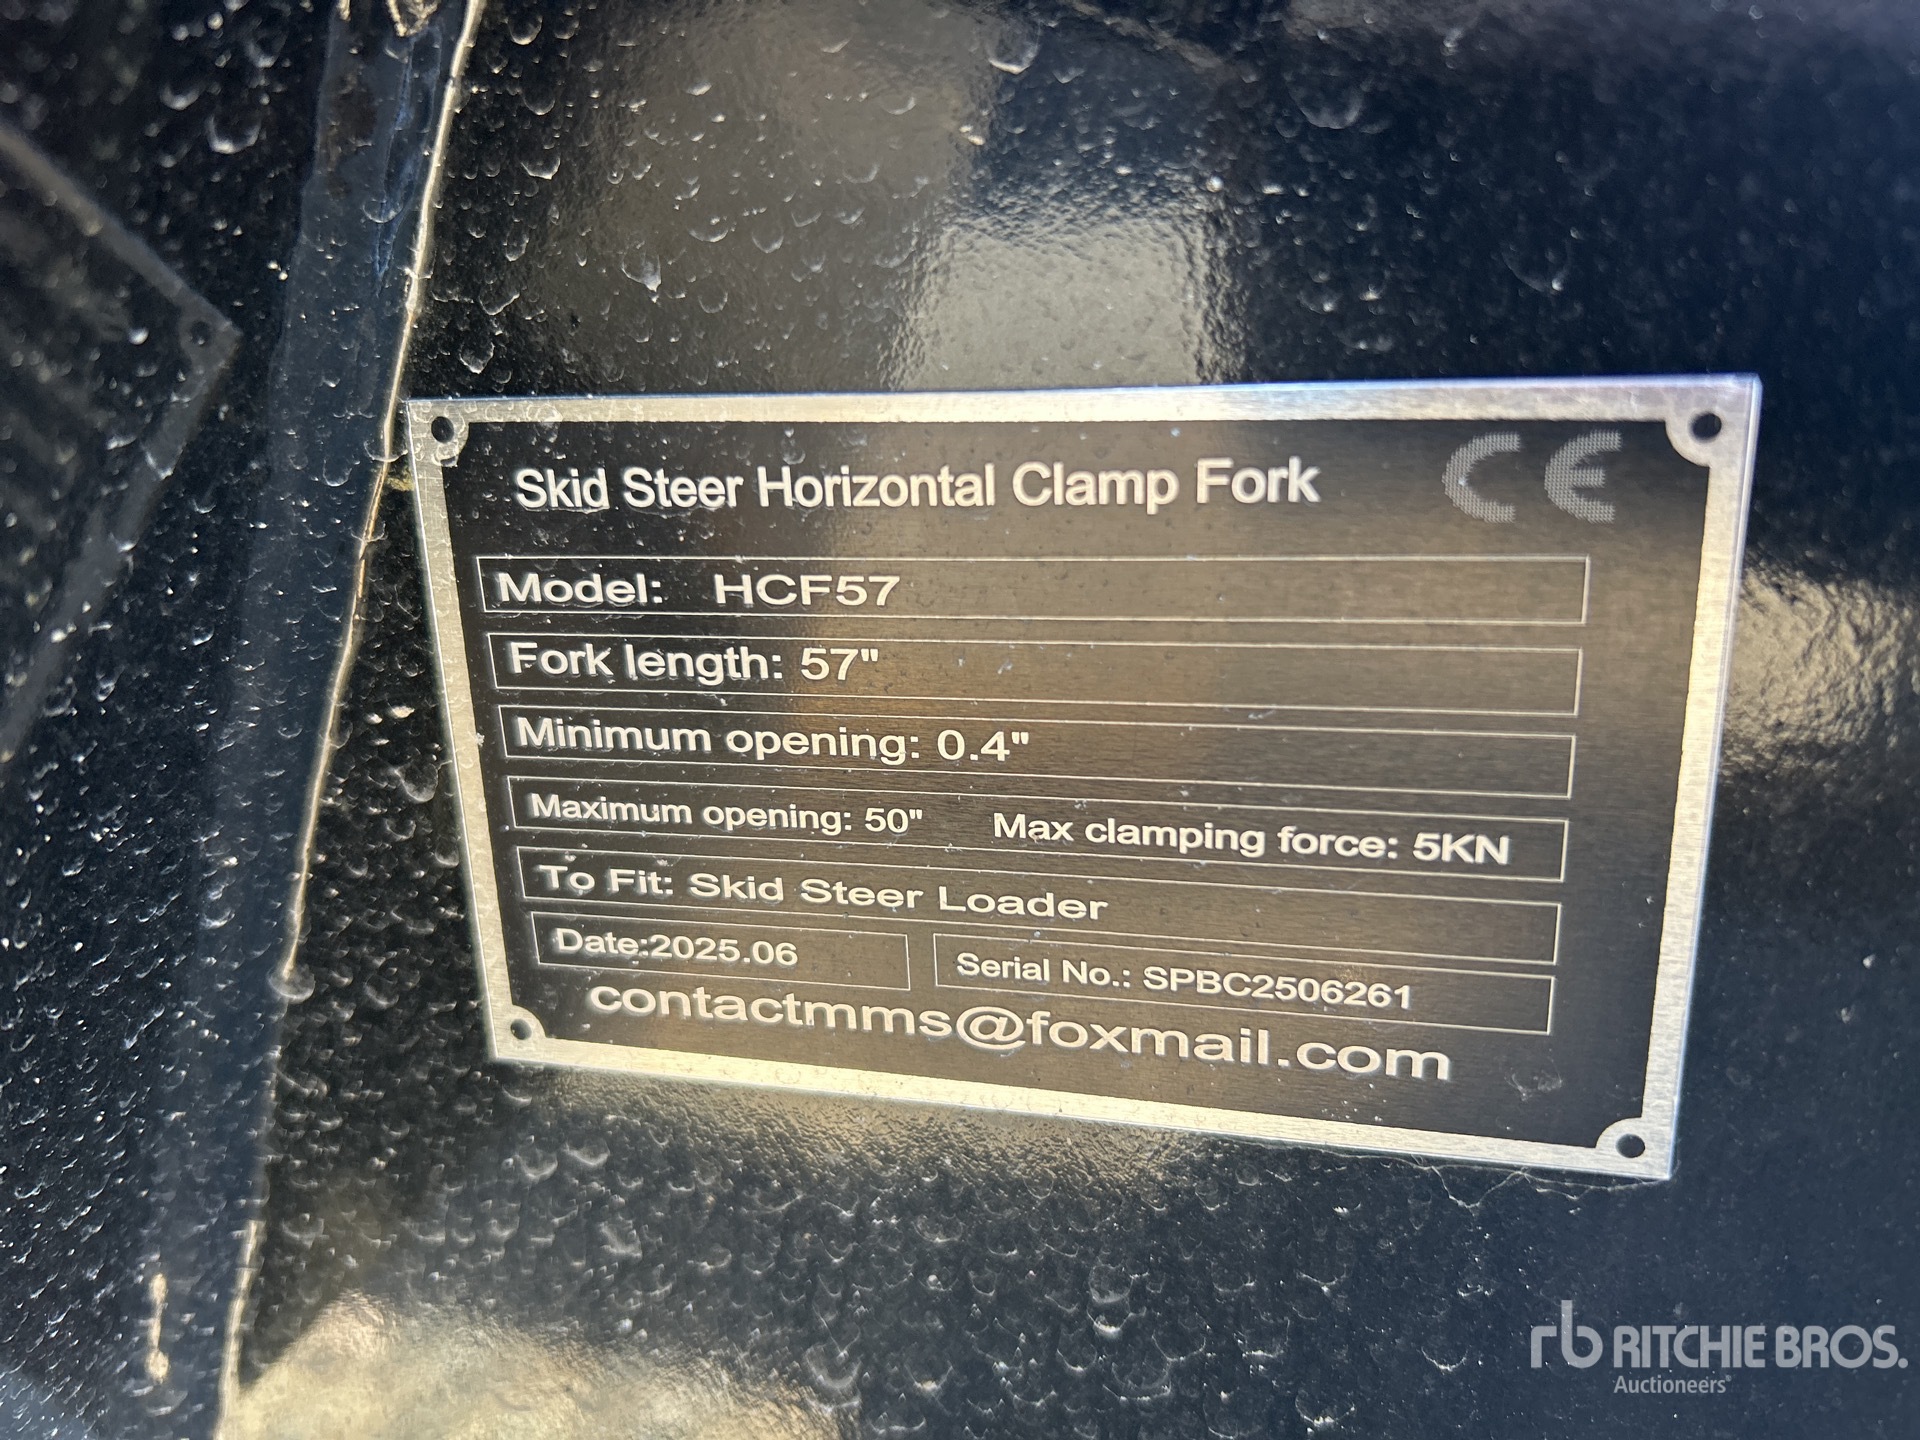 Skid Steer Horizontal Clamp Fork CE
Model: HCF57
Fork length: 57"
Minimum opening: 0.4"
Maximum opening: 50" Max clamping force: 5KN
To Fit: Skid Steer Loader
Date:2025.06 Serial No.: SPBC2506261
contactmms@foxmail.com
rb RITCHIE BROS.
Auctioneers